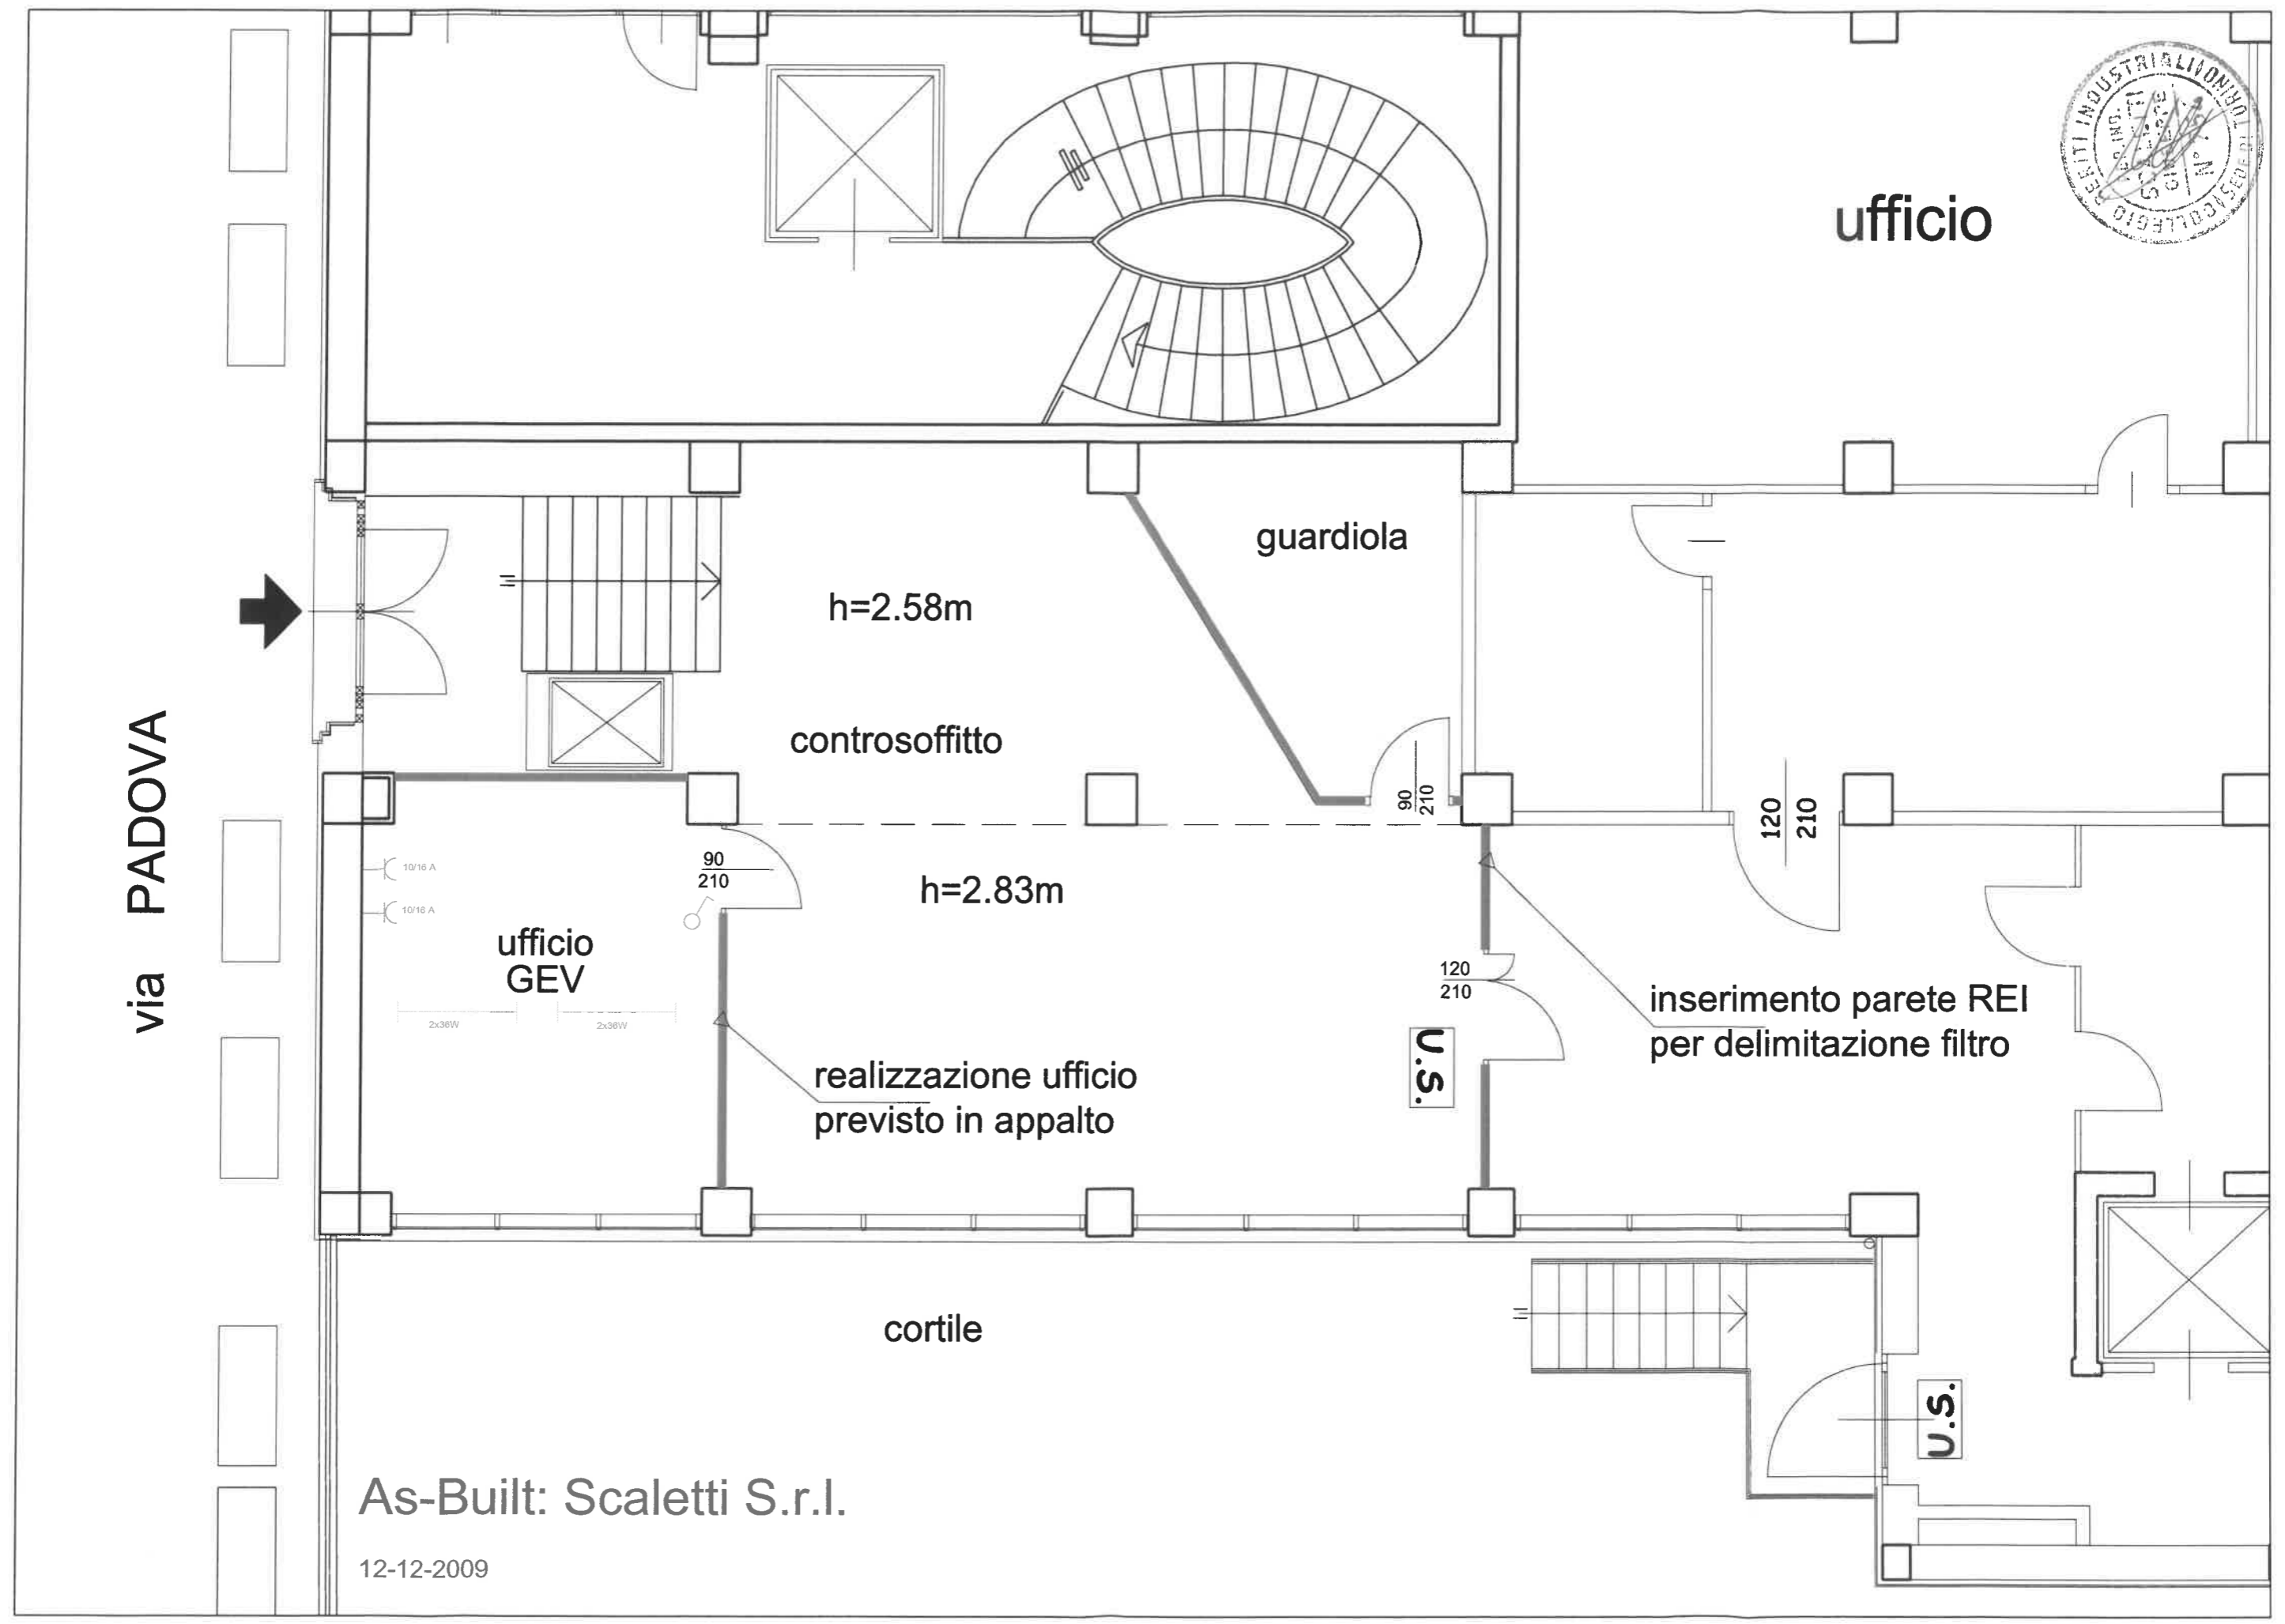 ufficio
guardiola
h=2.58m
controsoffitto
via PADOVA
90
210
120
210
10/16 A
10/16 A
90
210
h=2.83m
ufficio
GEV
2x36W
2x36W
120
210
U.S.
inserimento parete REI
per delimitazione filtro
realizzazione ufficio
previsto in appalto
cortile
U.S.
As-Built: Scaletti S.r.l.
12-12-2009